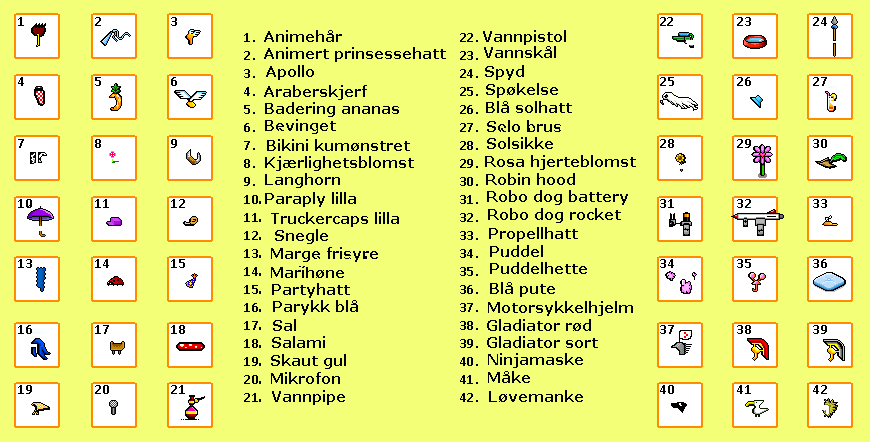 1 2 3
4 5 6
7 8 9
10 11 12
13 14 15
16 17 18
19 20 21
1. Animehår
2. Animert prinsessehatt
3. Apollo
4. Araberskjerf
5. Badering ananas
6. Bevinget
7. Bikini kumønstret
8. Kjærlighetsblomst
9. Langhorn
10. Paraply lilla
11. Truckercaps lilla
12. Snegle
13. Marge frisyre
14. Marihøne
15. Partyhatt
16. Parykk blå
17. Sal
18. Salami
19. Skaut gul
20. Mikrofon
21. Vannpipe
22. Vannpistol
23. Vannskål
24. Spyd
25. Spøkelse
26. Blå solhatt
27. Solo brus
28. Solsikke
29. Rosa hjerteblomst
30. Robin hood
31. Robo dog battery
32. Robo dog rocket
33. Propellhatt
34. Puddel
35. Puddelhette
36. Blå pute
37. Motorsykkelhjelm
38. Gladiator rød
39. Gladiator sort
40. Ninjamaske
41. Måke
42. Løvemanke
22 23 24
25 26 27
28 29 30
31 32 33
34 35 36
37 38 39
40 41 42